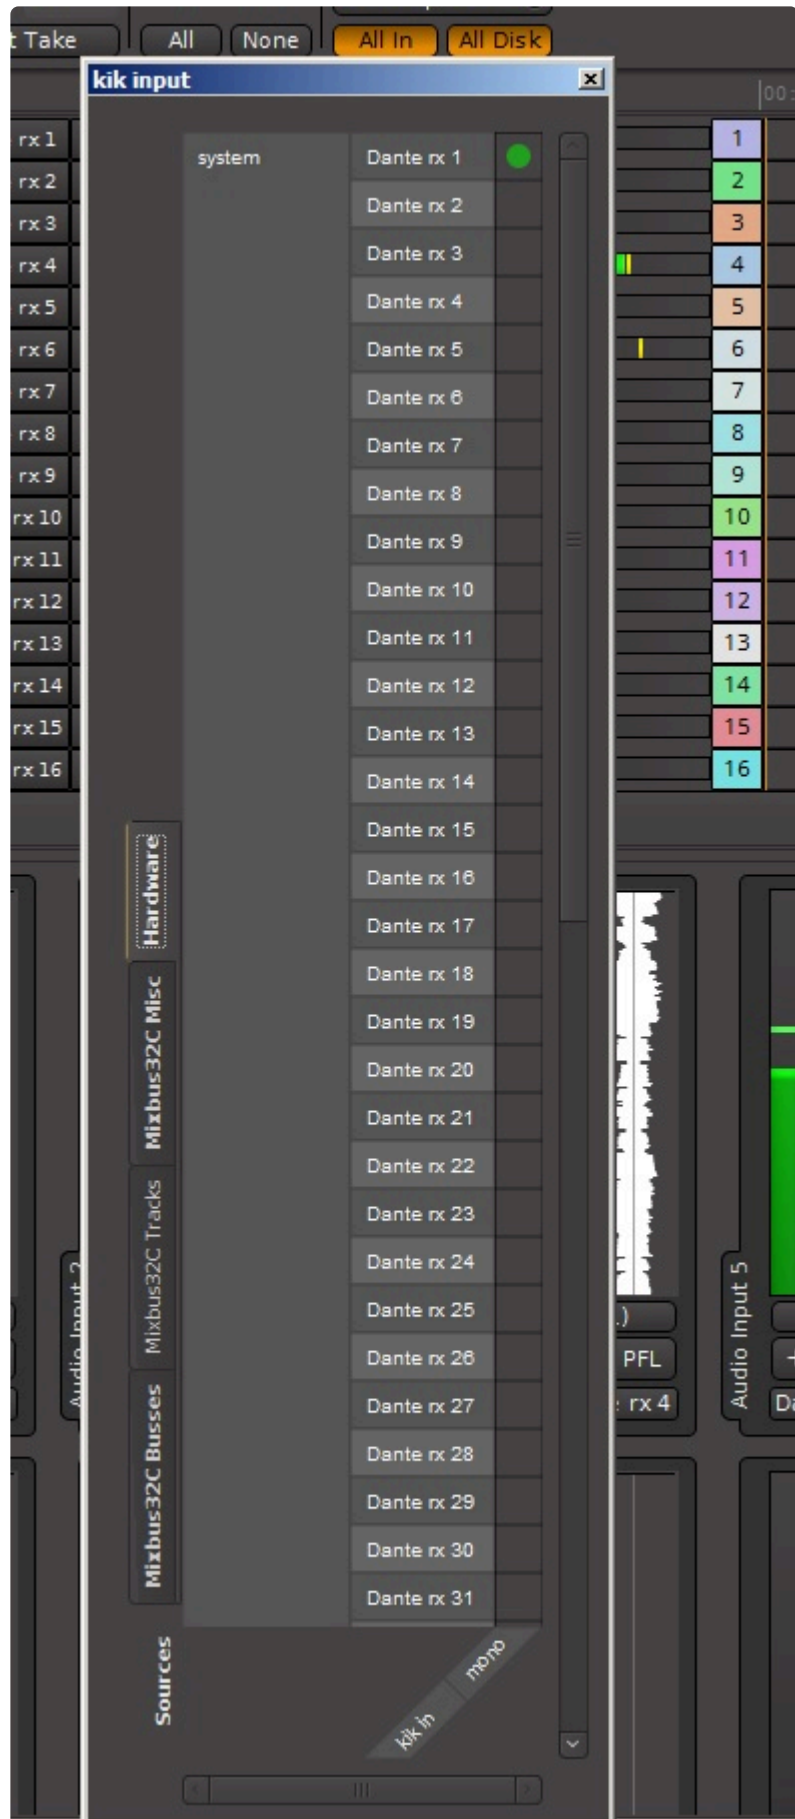 t Take
All
None
All In
All Disk
kik input
00:
rx 1
rx 2
rx 3
rx 4
rx 5
rx 6
rx 7
rx 8
rx 9
rx 10
rx 11
rx 12
rx 13
rx 14
rx 15
rx 16
system
Dante rx 1
Dante rx 2
Dante rx 3
Dante rx 4
Dante rx 5
Dante rx 6
Dante rx 7
Dante rx 8
Dante rx 9
Dante rx 10
Dante rx 11
Dante rx 12
Dante rx 13
Dante rx 14
Dante rx 15
Dante rx 16
Dante rx 17
Dante rx 18
Dante rx 19
Dante rx 20
Dante rx 21
Dante rx 22
Dante rx 23
Dante rx 24
Dante rx 25
Dante rx 26
Dante rx 27
Dante rx 28
Dante rx 29
Dante rx 30
Dante rx 31
1
2
3
4
5
6
7
8
9
10
11
12
13
14
15
16
Hardware
Mixbus32C Misc
Mixbus32C Tracks
Mixbus32C Busses
Sources
mono
kik in
Audio Input
PFL
rx 4
Audio Input 5
+
Da